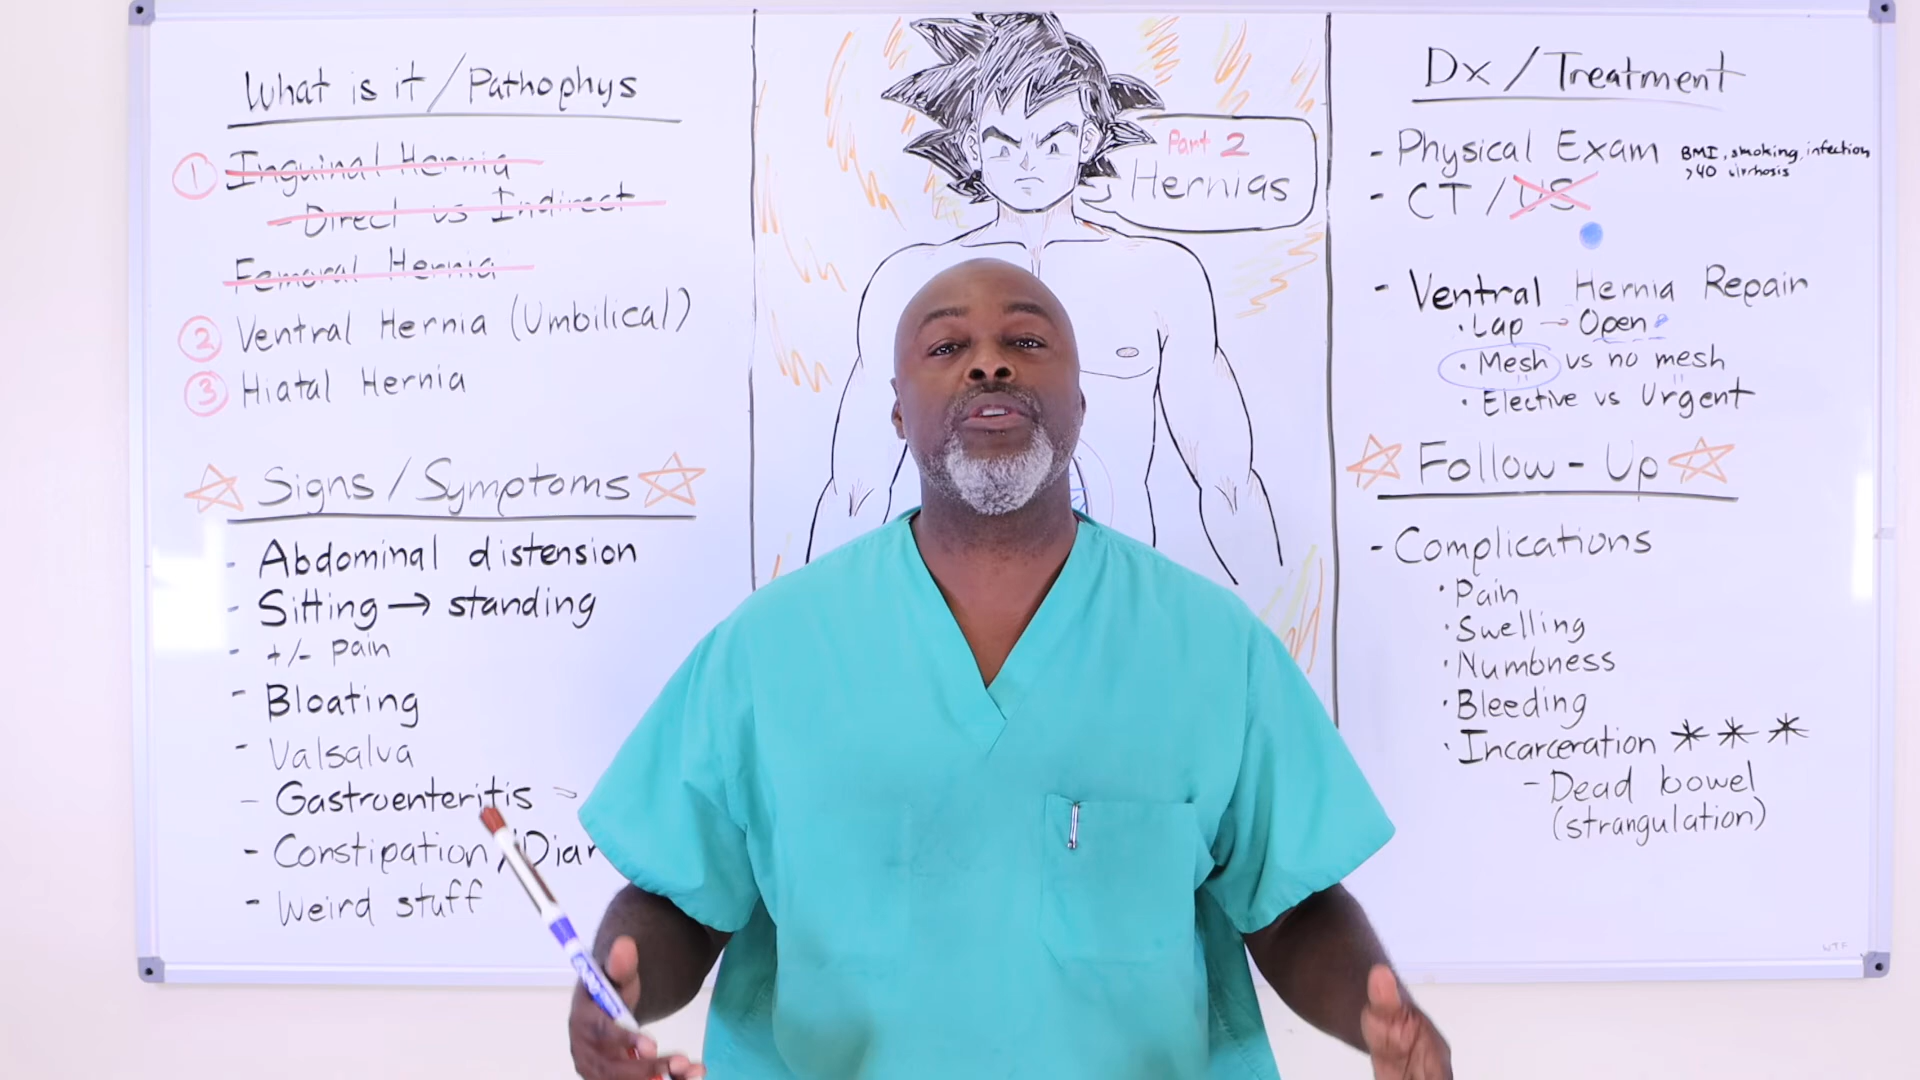 What is it / Pathophys
① Inguinal Hernia
- Direct vs Indirect
Femoral Hernia
② Ventral Hernia (Umbilical)
③ Hiatal Hernia
Signs / Symptoms
- Abdominal distension
- Sitting → standing
- +/- pain
- Bloating
- Valsalva
- Gastroenteritis
- Constipation / Diar
- Weird stuff
Part 2
Hernias
Dx / Treatment
- Physical Exam BMI, smoking, infection
>40 cirrhosis
- CT / US
- Ventral Hernia Repair
· Lap → Open
· Mesh vs no mesh
· Elective vs Urgent
Follow-Up
- Complications
· Pain
· Swelling
· Numbness
· Bleeding
· Incarceration ***
- Dead bowel
(strangulation)
WTF